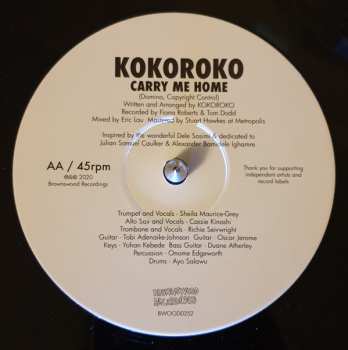 KOKOROKO
CARRY ME HOME
(Domino, Copyright Control)
Written and Arranged by KOKOROKO
Recorded by Fiona Roberts & Tom Dodd
Mixed by Eric Lau Mastered by Stuart Hawkes at Metropolis
Inspired by the wonderful Dele Sosimi & dedicated to
Julian Samuel Caulker & Alexander Bamidele Ighamre
AA / 45rpm
℗&© 2020
Brownswood Recordings
Thank you for supporting
independent artists and
record labels
Trumpet and Vocals - Sheila Maurice-Grey
Alto Sax and Vocals - Cassie Kinoshi
Trombone and Vocals - Richie Seivwright
Guitar - Tobi Adenaike-Johnson Guitar - Oscar Jerome
Keys - Yohan Kebede Bass Guitar - Duane Atherley
Percussion - Onome Edgeworth
Drums - Ayo Salawu
BROWNSWOOD
RECORDINGS
BWOOD0252